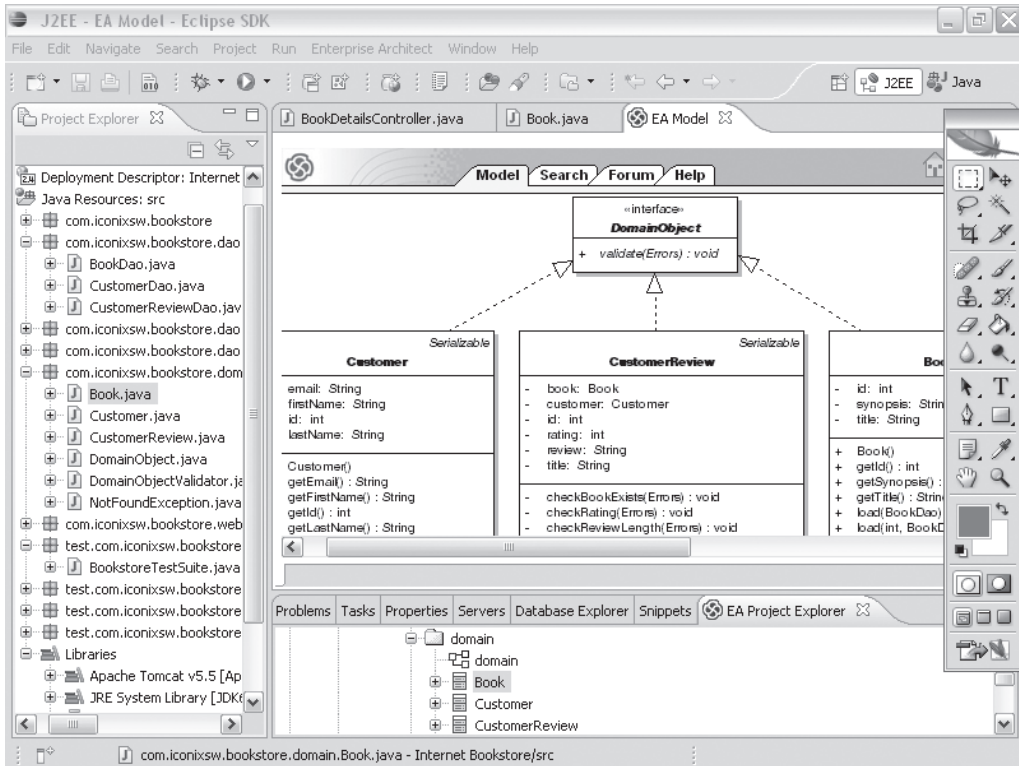 J2EE - EA Model - Eclipse SDK
File Edit Navigate Search Project Run Enterprise Architect Window Help
J2EE Java
Project Explorer
Deployment Descriptor: Internet
Java Resources: src
com.iconixsw.bookstore
com.iconixsw.bookstore.dao
BookDao.java
CustomerDao.java
CustomerReviewDao.jav
com.iconixsw.bookstore.dao
com.iconixsw.bookstore.dao
com.iconixsw.bookstore.dom
Book.java
Customer.java
CustomerReview.java
DomainObject.java
DomainObjectValidator.ja
NotFoundException.java
com.iconixsw.bookstore.web
test.com.iconixsw.bookstore
BookstoreTestSuite.java
test.com.iconixsw.bookstore
test.com.iconixsw.bookstore
test.com.iconixsw.bookstore
Libraries
Apache Tomcat v5.5 [Ap
JRE System Library [JDK
BookDetailsController.java Book.java EA Model
Model Search Forum Help
«interface»
DomainObject
+ validate(Errors) : void
Serializable
Customer
email: String
firstName: String
id: int
lastName: String
Customer()
getEmail() : String
getFirstName() : String
getId() : int
getLastName() : String
Serializable
CustomerReview
- book: Book
- customer: Customer
- id: int
- rating: int
- review: String
- title: String
- checkBookExists(Errors) : void
- checkRating(Errors) : void
- checkReviewLength(Errors) : void
Boo
- id: int
- synopsis: Strin
- title: String
+ Book()
+ getId() : int
+ getSynopsis() :
+ getTitle() : Strin
+ load(BookDao)
+ load(int, BookD
Problems Tasks Properties Servers Database Explorer Snippets EA Project Explorer
domain
domain
Book
Customer
CustomerReview
com.iconixsw.bookstore.domain.Book.java - Internet Bookstore/src